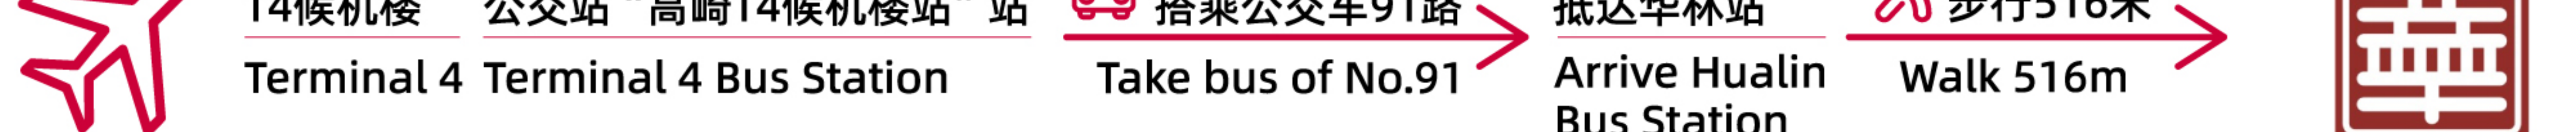 T4候机楼
Terminal 4
公交站“高崎T4候机楼站”站
Terminal 4 Bus Station
搭乘公交车91路
Take bus of No.91
抵达华林站
Arrive Hualin
Bus Station
步行516米
Walk 516m
華